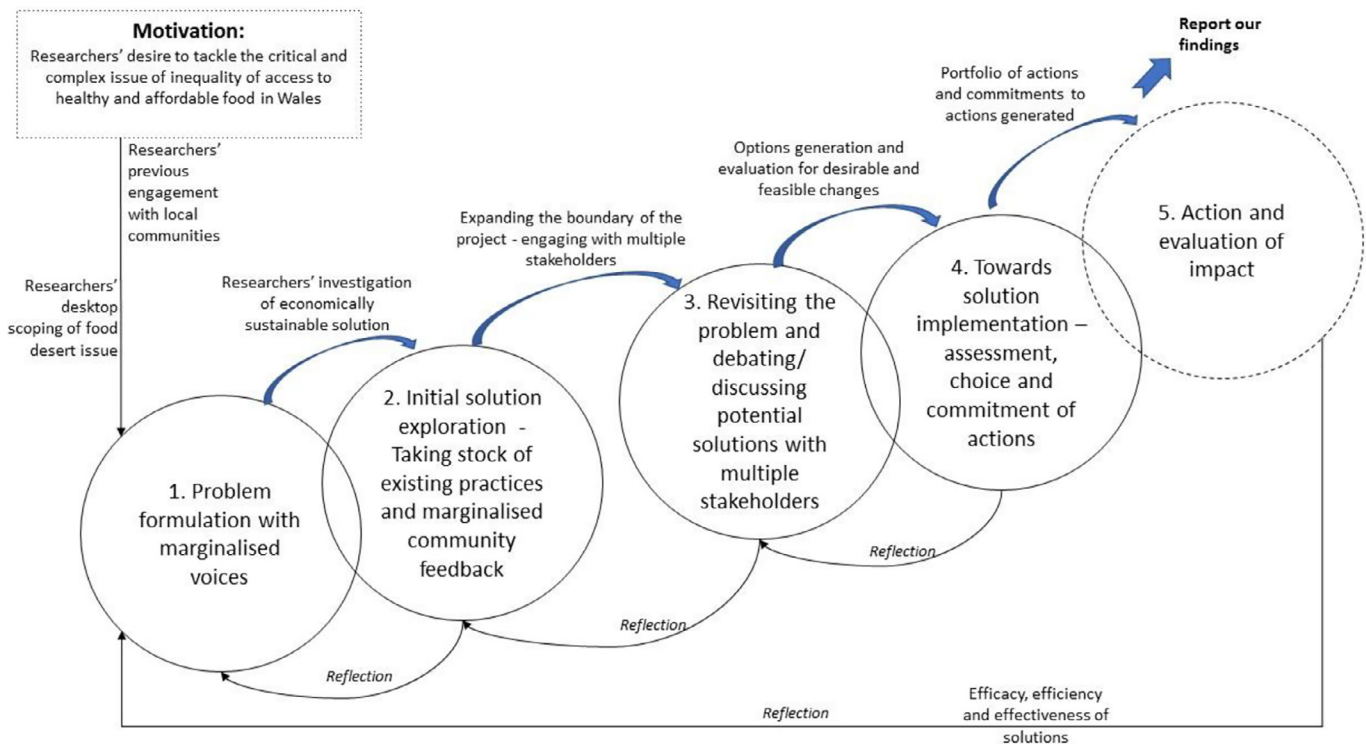 Motivation:
Researchers' desire to tackle the critical and
complex issue of inequality of access to
healthy and affordable food in Wales
Researchers'
previous
engagement
with local
communities
Researchers'
desktop
scoping of food
desert issue
1. Problem
formulation with
marginalised
voices
Researchers' investigation
of economically
sustainable solution
2. Initial solution
exploration -
Taking stock of
existing practices
and marginalised
community
feedback
Expanding the boundary of the
project - engaging with multiple
stakeholders
3. Revisiting the
problem and
debating/
discussing
potential
solutions with
multiple
stakeholders
Options generation and
evaluation for desirable and
feasible changes
4. Towards
solution
implementation –
assessment,
choice and
commitment of
actions
Portfolio of actions
and commitments to
actions generated
5. Action and
evaluation of
impact
Report our
findings
Reflection
Reflection
Reflection
Reflection
Efficacy, efficiency
and effectiveness of
solutions